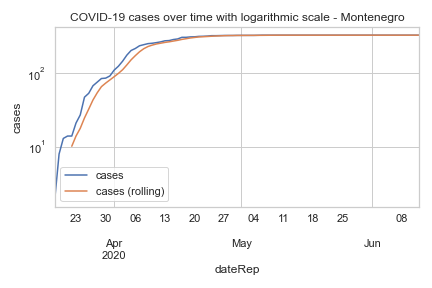 COVID-19 cases over time with logarithmic scale - Montenegro
cases
10²
10¹
cases
cases (rolling)
23 30 06 13 20 27 04 11 18 25 08
Apr May Jun
2020
dateRep